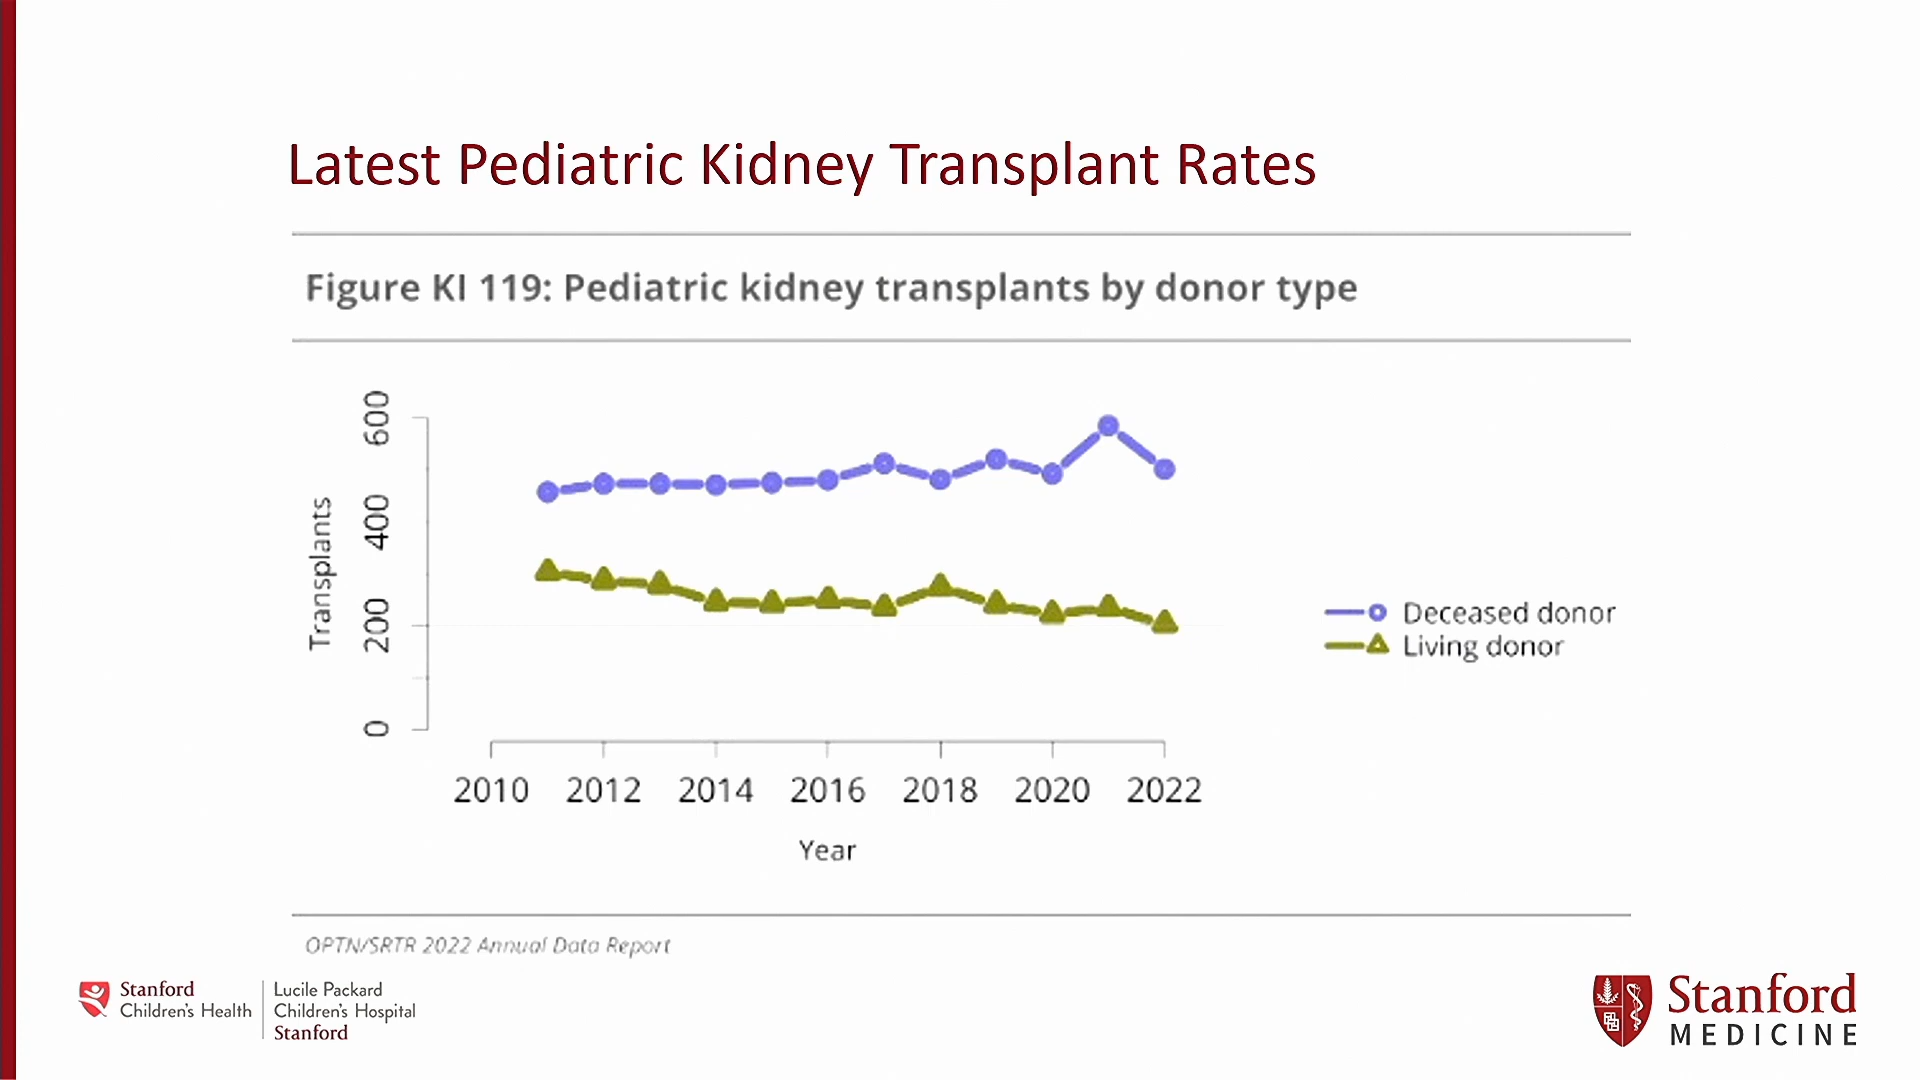 Latest Pediatric Kidney Transplant Rates
Figure KI 119: Pediatric kidney transplants by donor type
Transplants
600
400
200
0
2010 2012 2014 2016 2018 2020 2022
Year
Deceased donor
Living donor
OPTN/SRTR 2022 Annual Data Report
Stanford
Children's Health
Lucile Packard
Children's Hospital
Stanford
Stanford
MEDICINE